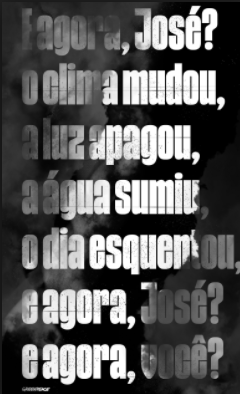 E agora, José?
o clima mudou,
a luz apagou,
a água sumiu,
o dia esquentou,
e agora, José?
e agora, você?
GREENPEACE